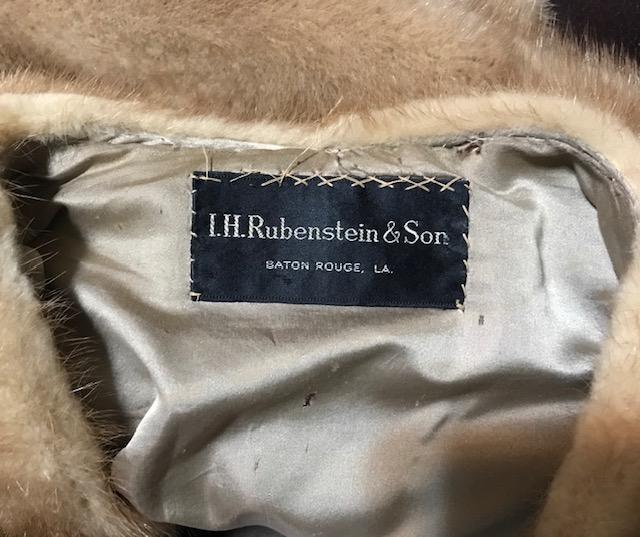 I.H.Rubenstein & Son
BATON ROUGE, LA.